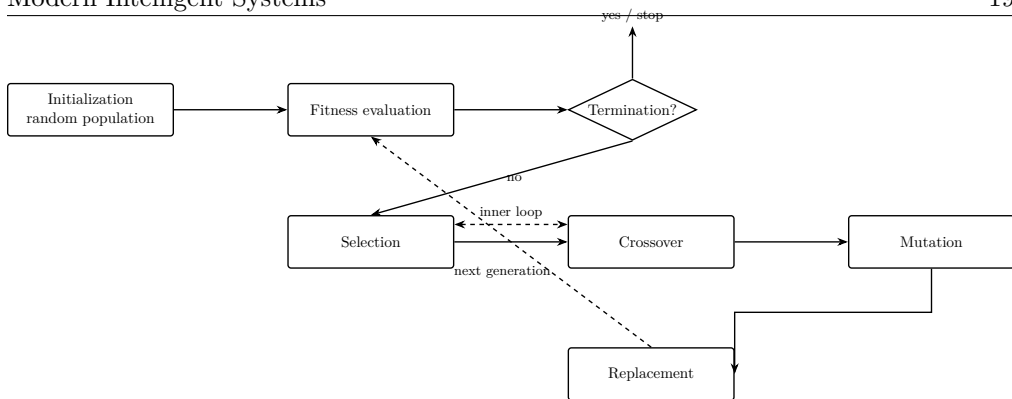 Modern Intelligent Systems
yes / stop
Initialization
random population
Fitness evaluation
Termination?
no
inner loop
Selection
Crossover
Mutation
next generation
Replacement